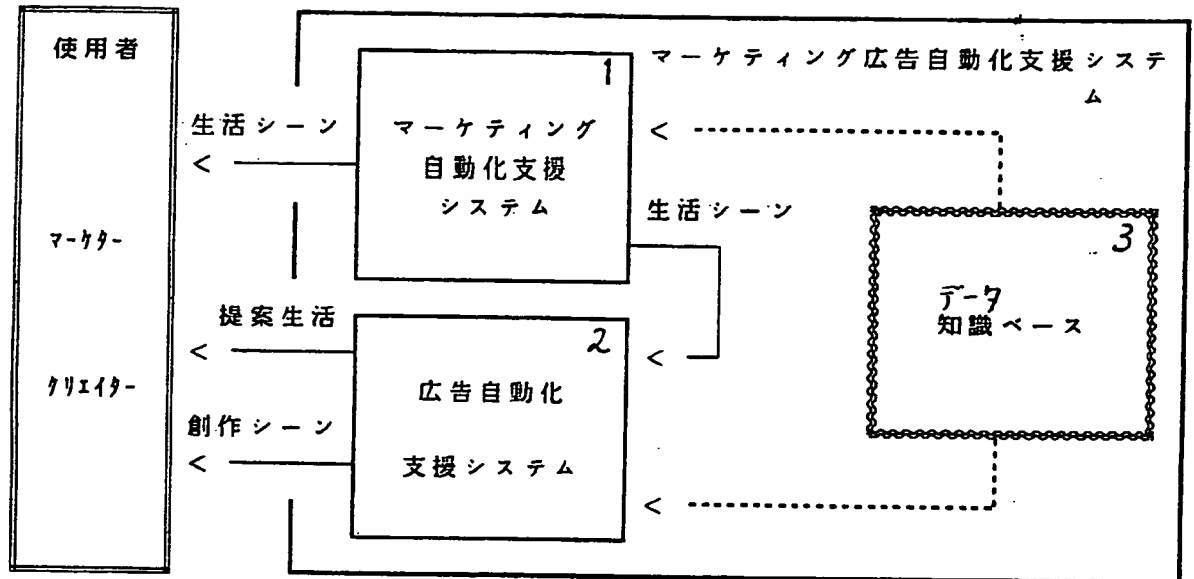 使用者
マーケター
クリエイター
生活シーン
<
提案生活
<
創作シーン
<
1
マーケティング
自動化支援
システム
生活シーン
2
広告自動化
支援システム
マーケティング広告自動化支援システ
ム
<
<
<
3
データ
知識ベース